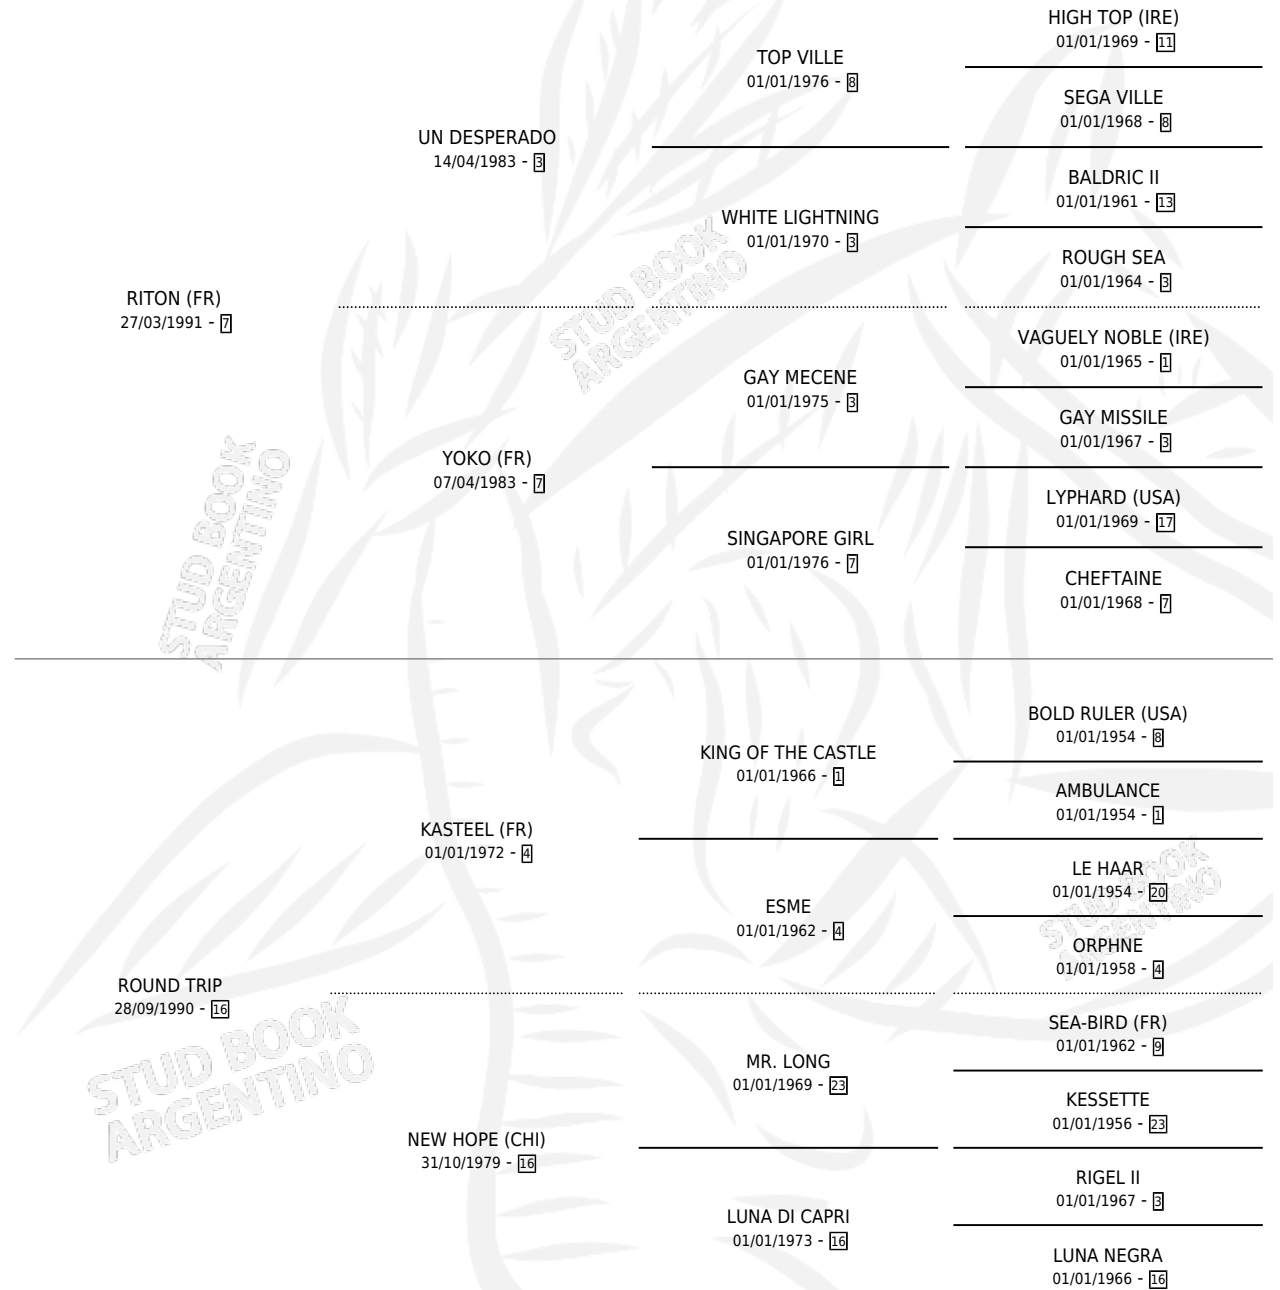 HIGH TOP (IRE)
01/01/1969 - 11
TOP VILLE
01/01/1976 - 8
SEGA VILLE
01/01/1968 - 8
UN DESPERADO
14/04/1983 - 3
BALDRIC II
01/01/1961 - 13
WHITE LIGHTNING
01/01/1970 - 3
ROUGH SEA
01/01/1964 - 3
RITON (FR)
27/03/1991 - 7
VAGUELY NOBLE (IRE)
01/01/1965 - 1
GAY MECENE
01/01/1975 - 3
GAY MISSILE
01/01/1967 - 3
YOKO (FR)
07/04/1983 - 7
LYPHARD (USA)
01/01/1969 - 17
SINGAPORE GIRL
01/01/1976 - 7
CHEFTAINE
01/01/1968 - 7
BOLD RULER (USA)
01/01/1954 - 8
KING OF THE CASTLE
01/01/1966 - 1
AMBULANCE
01/01/1954 - 1
KASTEEL (FR)
01/01/1972 - 4
LE HAAR
01/01/1954 - 20
ESME
01/01/1962 - 4
ORPHNE
01/01/1958 - 4
ROUND TRIP
28/09/1990 - 16
SEA-BIRD (FR)
01/01/1962 - 9
MR. LONG
01/01/1969 - 23
KESSETTE
01/01/1956 - 23
NEW HOPE (CHI)
31/10/1979 - 16
RIGEL II
01/01/1967 - 3
LUNA DI CAPRI
01/01/1973 - 16
LUNA NEGRA
01/01/1966 - 16
STUD BOOK
ARGENTINO
STUD BOOK
ARGENTINO
STUD BOOK
ARGENTINO
STUD BOOK
ARGENTINO